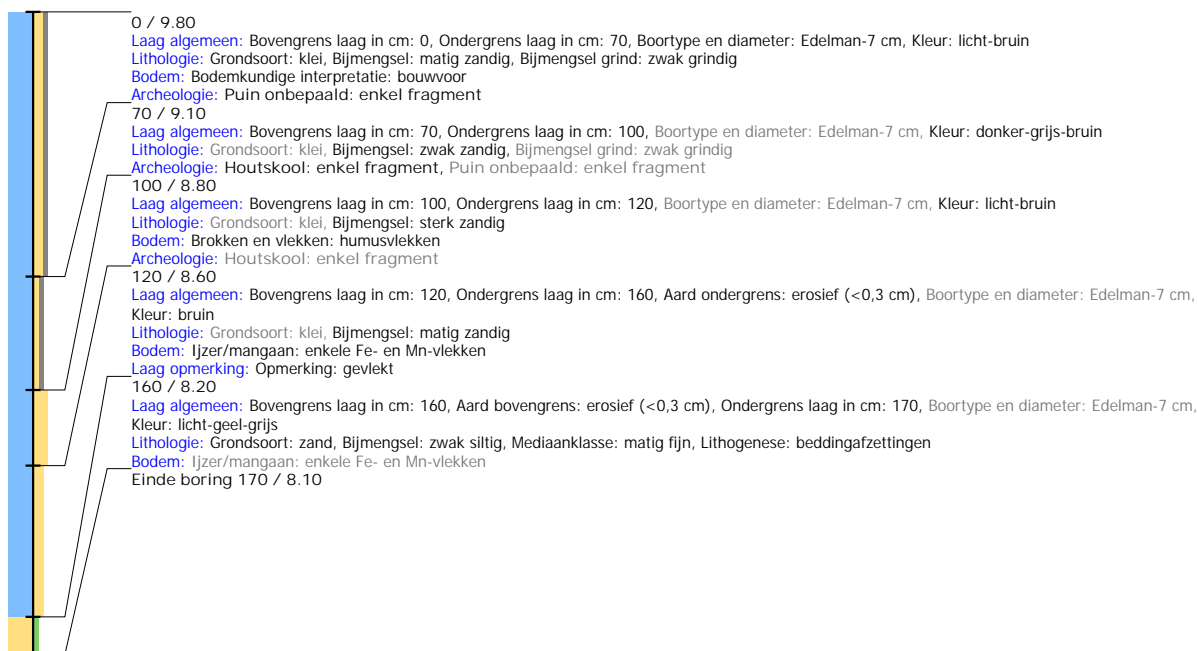 0 / 9.80
Laag algemeen: Bovengrens laag in cm: 0, Ondergrens laag in cm: 70, Boortype en diameter: Edelman-7 cm, Kleur: licht-bruin
Lithologie: Grondsoort: klei, Bijmengsel: matig zandig, Bijmengsel grind: zwak grindig
Bodem: Bodemkundige interpretatie: bouwvoor
Archeologie: Puin onbepaald: enkel fragment
70 / 9.10
Laag algemeen: Bovengrens laag in cm: 70, Ondergrens laag in cm: 100, Boortype en diameter: Edelman-7 cm, Kleur: donker-grijs-bruin
Lithologie: Grondsoort: klei, Bijmengsel: zwak zandig, Bijmengsel grind: zwak grindig
Archeologie: Houtskool: enkel fragment, Puin onbepaald: enkel fragment
100 / 8.80
Laag algemeen: Bovengrens laag in cm: 100, Ondergrens laag in cm: 120, Boortype en diameter: Edelman-7 cm, Kleur: licht-bruin
Lithologie: Grondsoort: klei, Bijmengsel: sterk zandig
Bodem: Brokken en vlekken: humusvlekken
Archeologie: Houtskool: enkel fragment
120 / 8.60
Laag algemeen: Bovengrens laag in cm: 120, Ondergrens laag in cm: 160, Aard ondergrens: erosief (<0,3 cm), Boortype en diameter: Edelman-7 cm,
Kleur: bruin
Lithologie: Grondsoort: klei, Bijmengsel: matig zandig
Bodem: Ijzer/mangaan: enkele Fe- en Mn-vlekken
Laag opmerking: Opmerking: gevlekt
160 / 8.20
Laag algemeen: Bovengrens laag in cm: 160, Aard bovengrens: erosief (<0,3 cm), Ondergrens laag in cm: 170, Boortype en diameter: Edelman-7 cm,
Kleur: licht-geel-grijs
Lithologie: Grondsoort: zand, Bijmengsel: zwak siltig, Mediaanklasse: matig fijn, Lithogenese: beddingafzettingen
Bodem: Ijzer/mangaan: enkele Fe- en Mn-vlekken
Einde boring 170 / 8.10